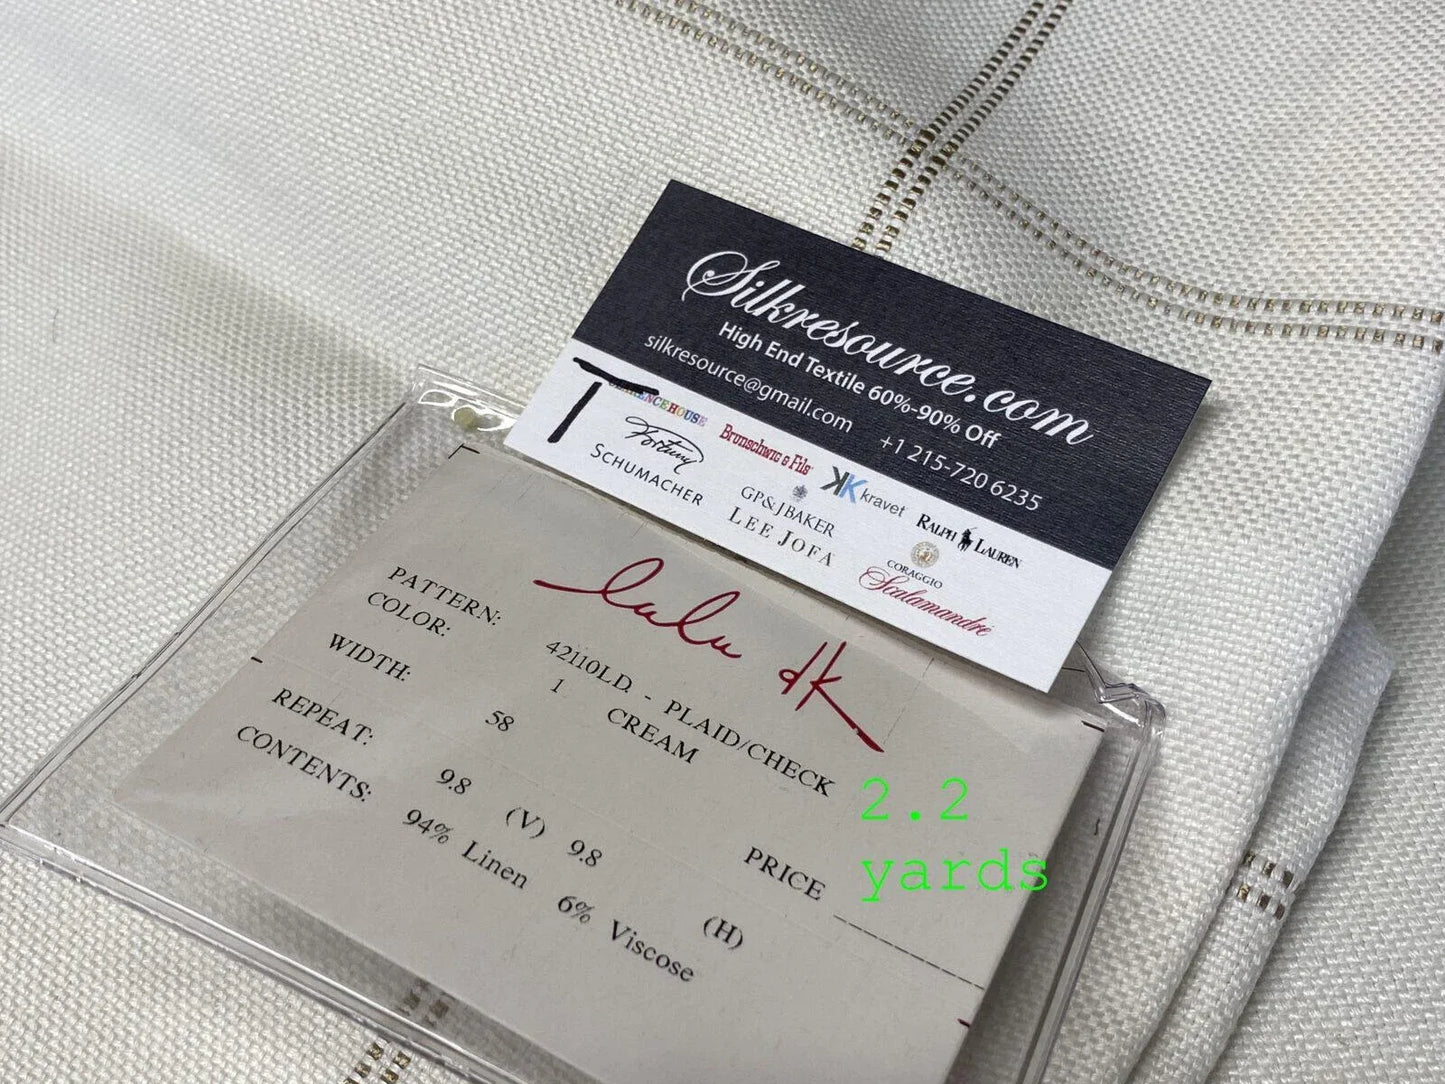 Silkresource.com
High End Textile 60%-90% Off
silkresource@gmail.com +1 215-720 6235
T
CLARENCE HOUSE
Brunschwig & Fils
kravet
RALPH LAUREN
Fortuny
GP & J BAKER
CORAGGIO
SCHUMACHER
LEE JOFA
Scalamandre
lulu dk
PATTERN: 42110LD. - PLAID/CHECK
COLOR: 1 CREAM
WIDTH: 58
REPEAT: 9.8 (V) 9.8 (H)
CONTENTS: 94% Linen 6% Viscose
PRICE
2.2
yards